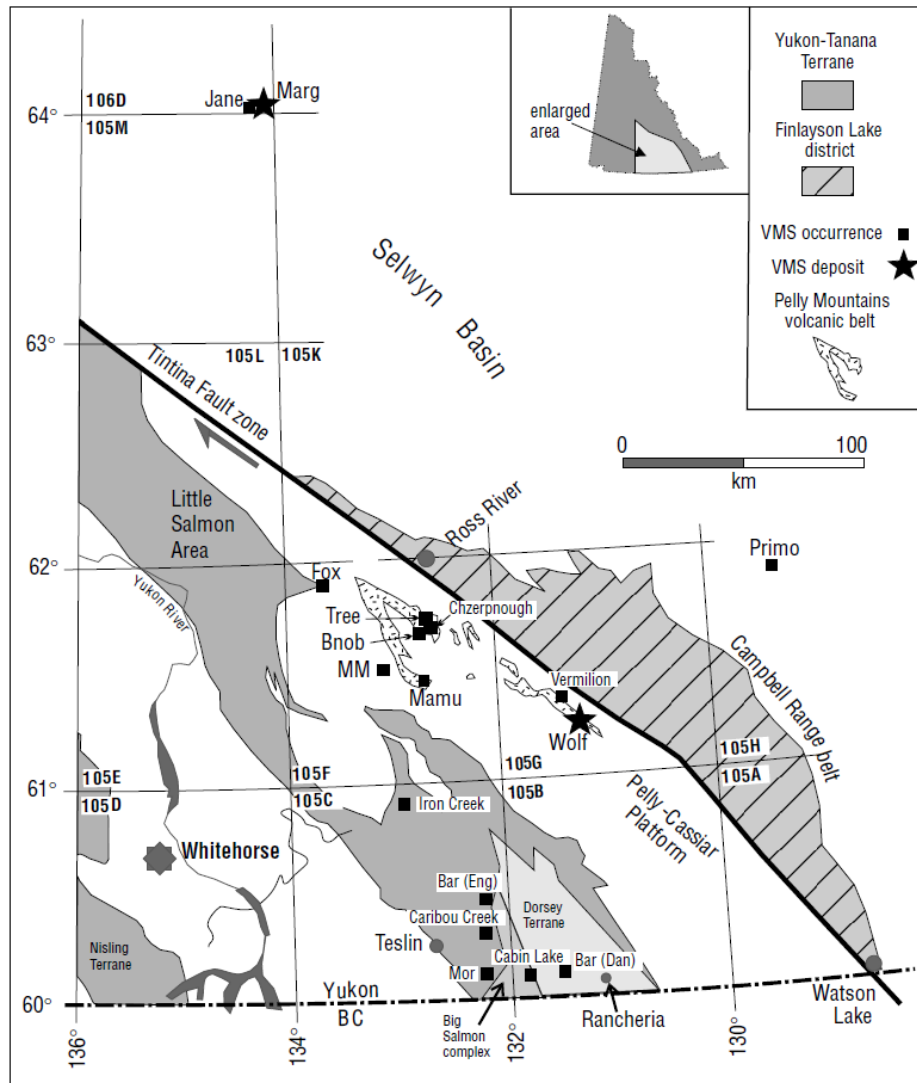 Yukon-Tanana
Terrane
Finlayson Lake
district
VMS occurrence
VMS deposit
Pelly Mountains
volcanic belt
enlarged
area
Jane
Marg
106D
105M
64°
Selwyn
Basin
63°
105L
105K
Tintina Fault zone
0
100
km
Little
Salmon
Area
Ross River
62°
Yukon River
Fox
Primo
Tree
Chzerpnough
Bnob
MM
Mamu
Vermilion
Wolf
Campbell Range belt
105E
105D
61°
105F
105C
105G
105B
105H
105A
Pelly -Cassiar
Platform
Iron Creek
Whitehorse
Bar (Eng)
Caribou Creek
Dorsey
Terrane
Teslin
Cabin Lake
Bar (Dan)
Mor
Nisling
Terrane
60°
Yukon
BC
Big
Salmon
complex
Rancheria
Watson
Lake
136°
134°
132°
130°